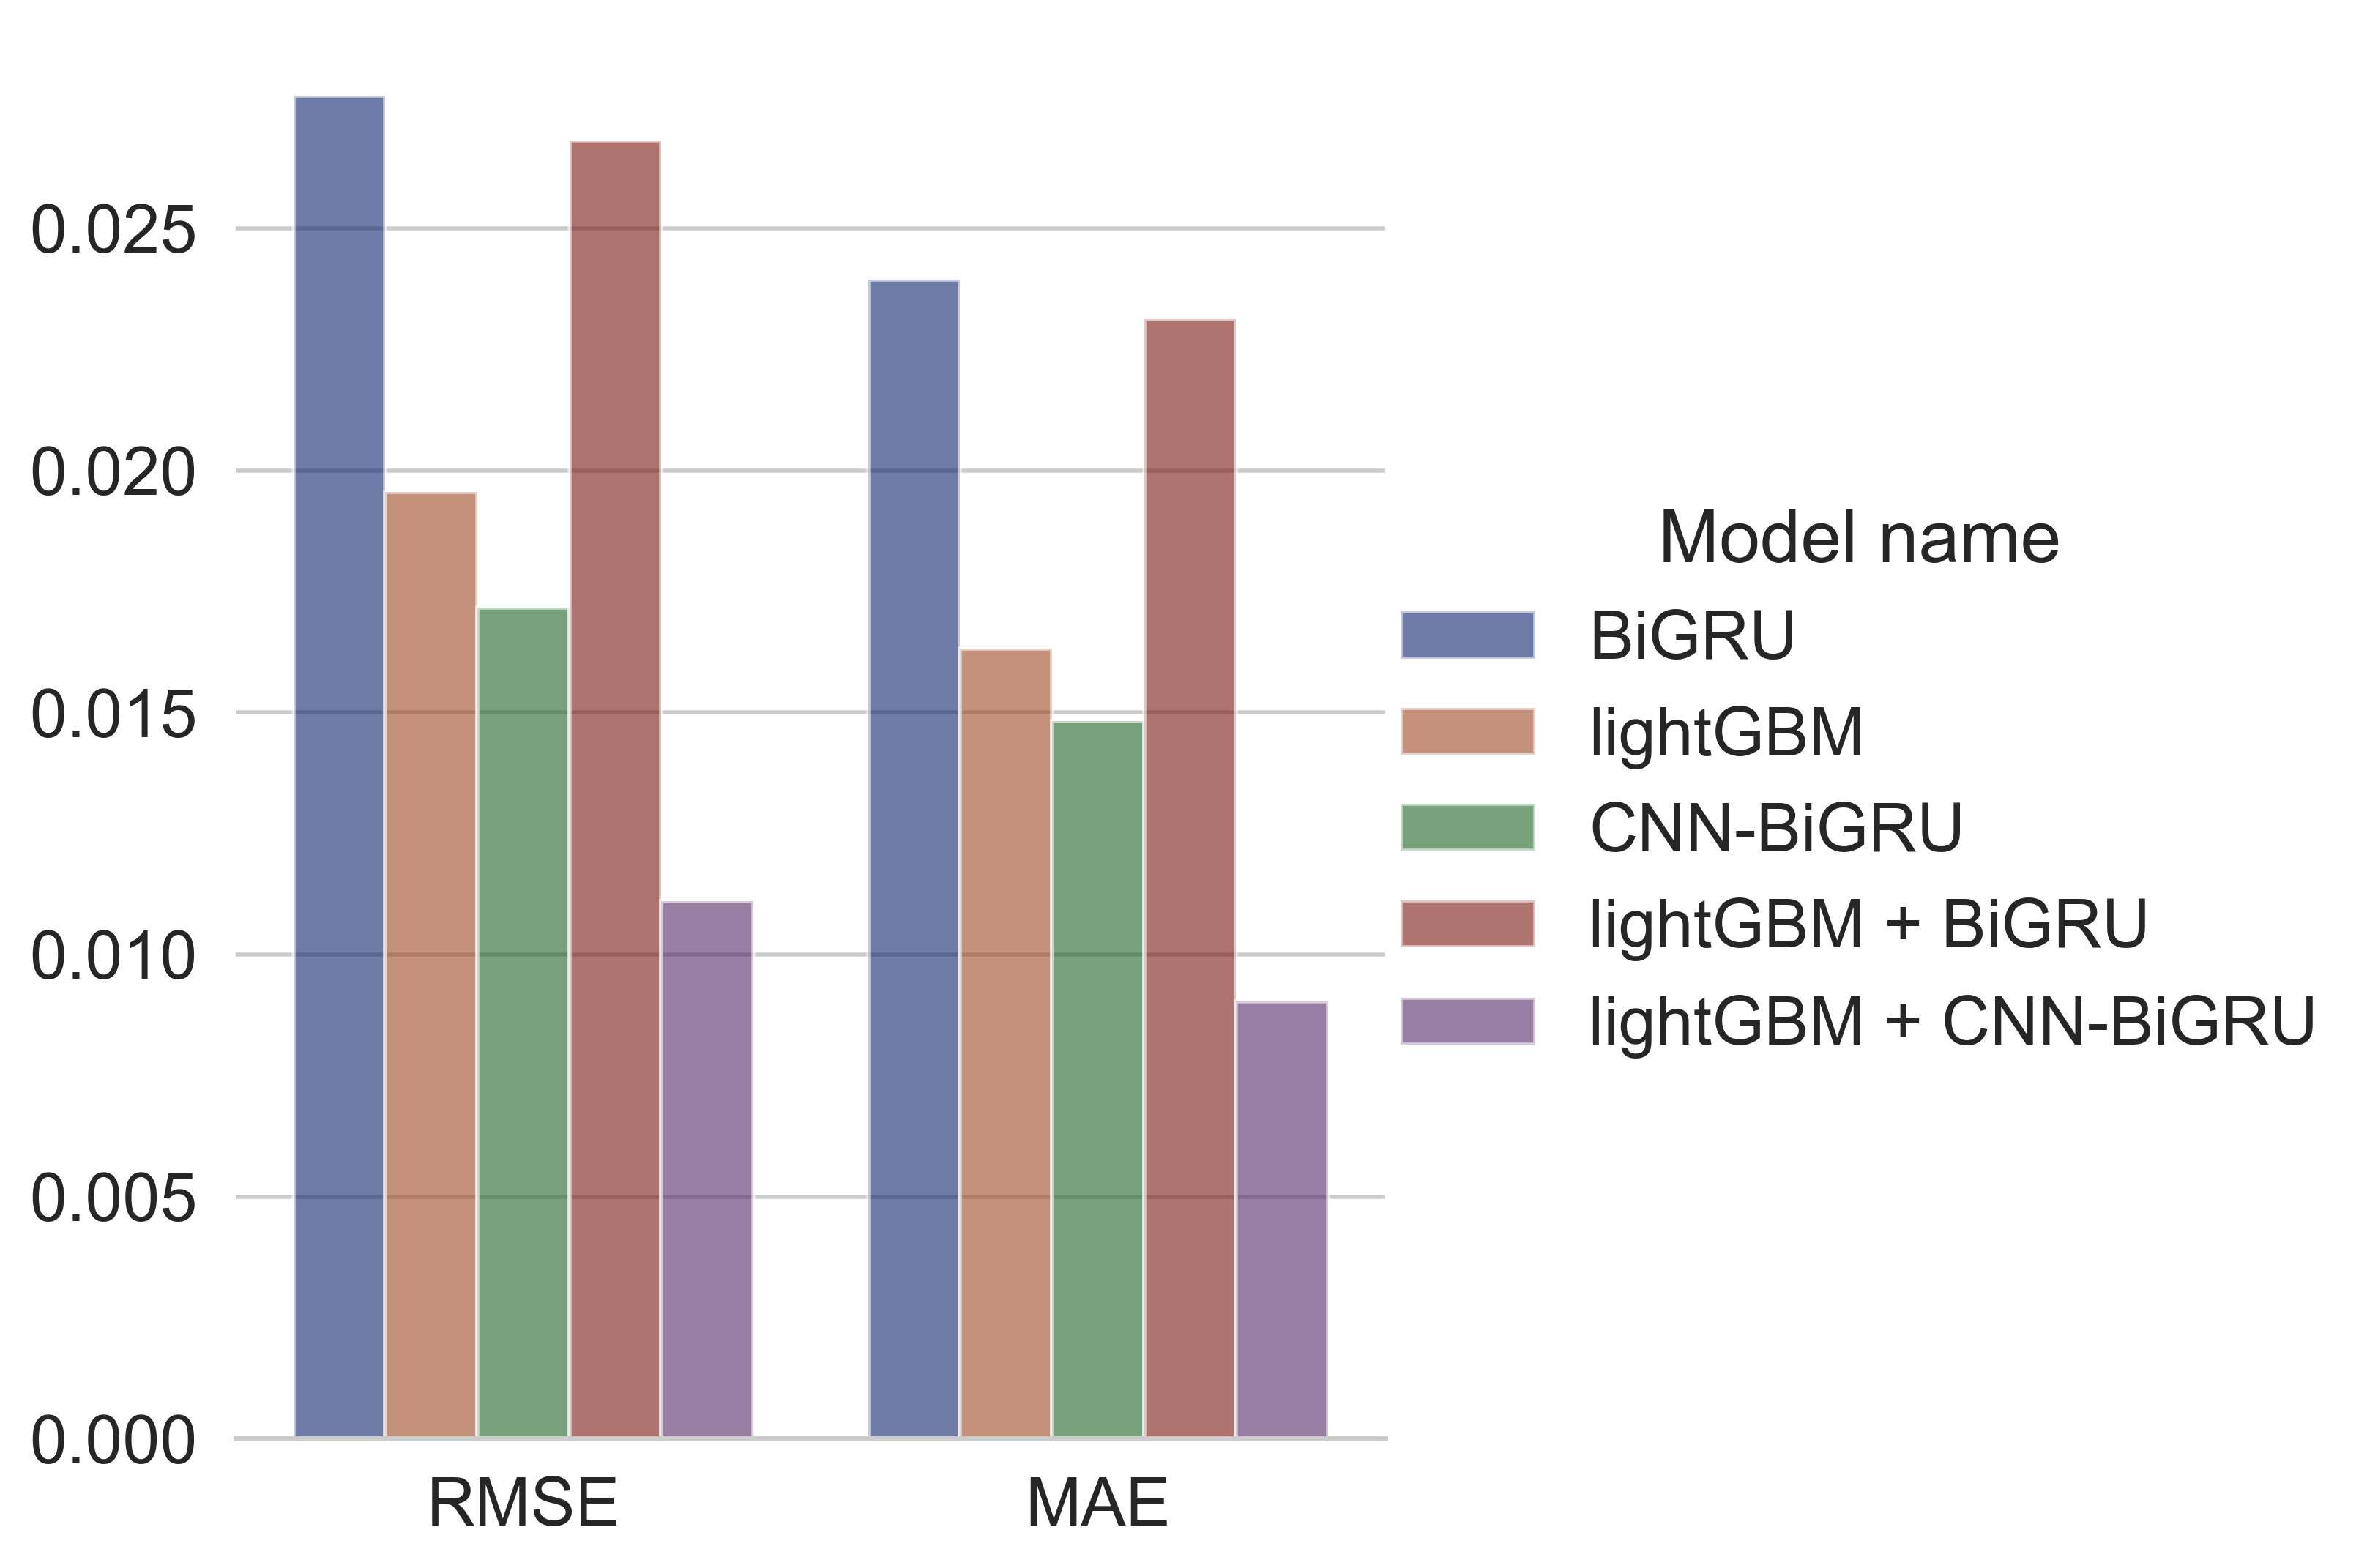 0.025
0.020
0.015
0.010
0.005
0.000
RMSE
MAE
Model name
BiGRU
lightGBM
CNN-BiGRU
lightGBM + BiGRU
lightGBM + CNN-BiGRU